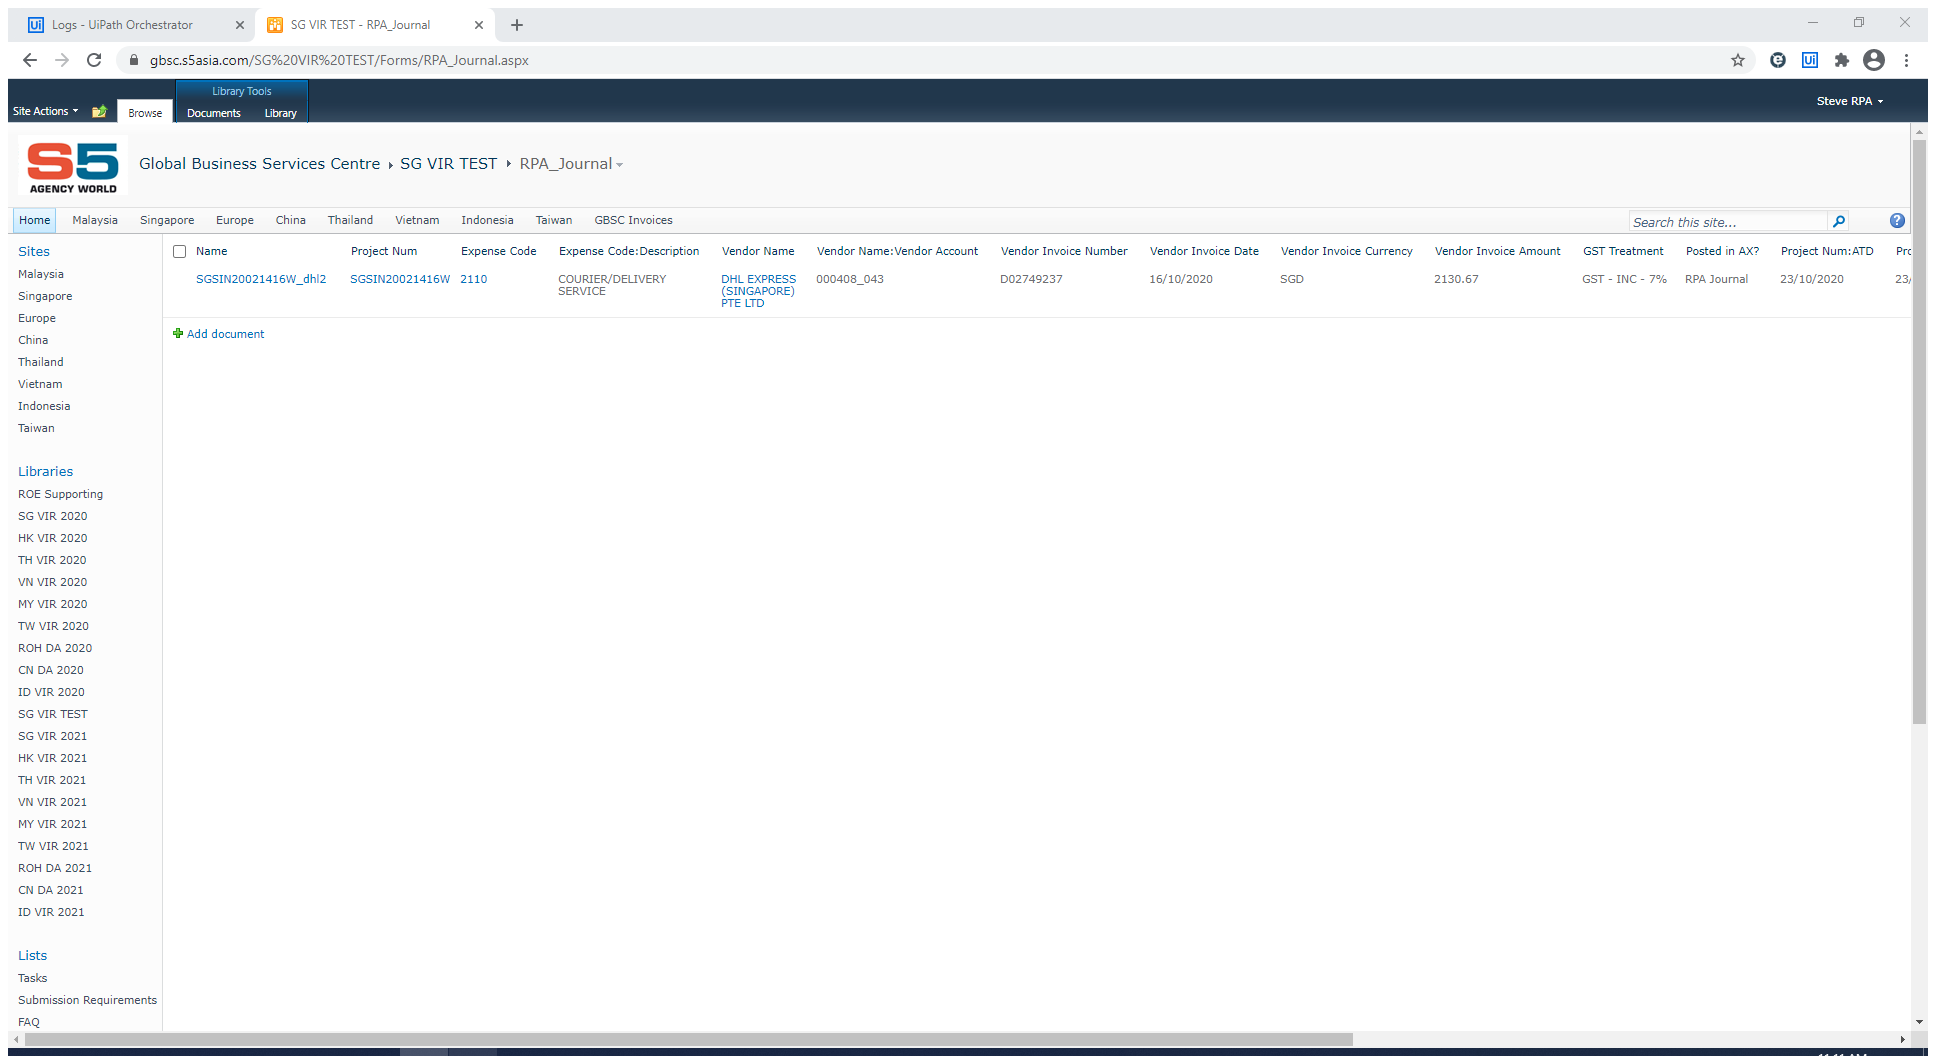 Logs - UiPath Orchestrator
SG VIR TEST - RPA_Journal
gbsc.s5asia.com/SG%20VIR%20TEST/Forms/RPA_Journal.aspx
Library Tools
Site Actions
Browse
Documents
Library
Steve RPA
S5
AGENCY WORLD
Global Business Services Centre
SG VIR TEST
RPA_Journal
Home Malaysia Singapore Europe China Thailand Vietnam Indonesia Taiwan GBSC Invoices
Search this site...
Sites
Malaysia
Singapore
Europe
China
Thailand
Vietnam
Indonesia
Taiwan
Libraries
ROE Supporting
SG VIR 2020
HK VIR 2020
TH VIR 2020
VN VIR 2020
MY VIR 2020
TW VIR 2020
ROH DA 2020
CN DA 2020
ID VIR 2020
SG VIR TEST
SG VIR 2021
HK VIR 2021
TH VIR 2021
VN VIR 2021
MY VIR 2021
TW VIR 2021
ROH DA 2021
CN DA 2021
ID VIR 2021
Lists
Tasks
Submission Requirements
FAQ
Name Project Num Expense Code Expense Code:Description Vendor Name Vendor Name:Vendor Account Vendor Invoice Number Vendor Invoice Date Vendor Invoice Currency Vendor Invoice Amount GST Treatment Posted in AX? Project Num:ATD
SGSIN20021416W_dhl2 SGSIN20021416W 2110 COURIER/DELIVERY DHL EXPRESS 000408_043 D02749237 16/10/2020 SGD 2130.67 GST - INC - 7% RPA Journal 23/10/2020 23/
SERVICE (SINGAPORE)
PTE LTD
Add document